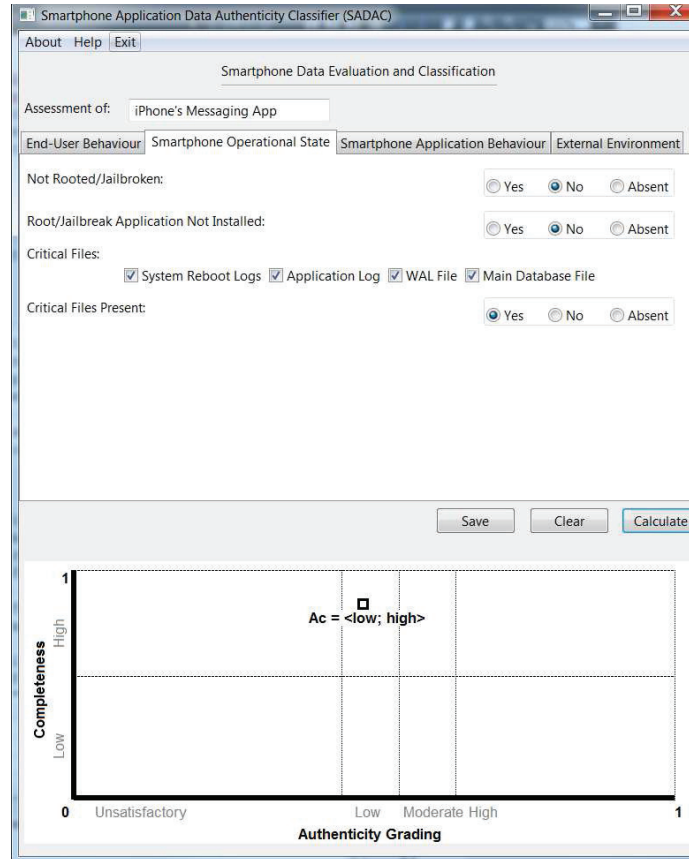 Smartphone Application Data Authenticity Classifier (SADAC)
About Help Exit
Smartphone Data Evaluation and Classification
Assessment of: iPhone's Messaging App
End-User Behaviour Smartphone Operational State Smartphone Application Behaviour External Environment
Not Rooted/Jailbroken: Yes No Absent
Root/Jailbreak Application Not Installed: Yes No Absent
Critical Files:
System Reboot Logs Application Log WAL File Main Database File
Critical Files Present: Yes No Absent
Save Clear Calculate
1
Ac = <low; high>
High
Completeness
Low
0 Unsatisfactory Low Moderate High 1
Authenticity Grading